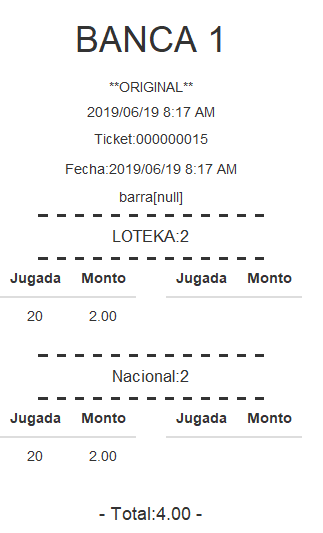 BANCA 1
**ORIGINAL**
2019/06/19 8:17 AM
Ticket:000000015
Fecha:2019/06/19 8:17 AM
barra[null]
LOTEKA:2
Jugada Monto Jugada Monto
20 2.00
Nacional:2
Jugada Monto Jugada Monto
20 2.00
- Total:4.00 -